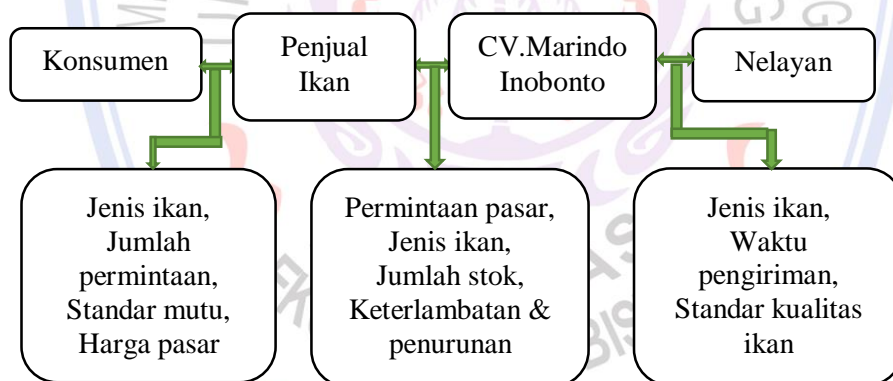 Konsumen
Penjual
Ikan
CV.Marindo
Inobonto
Nelayan
Jenis ikan,
Jumlah
permintaan,
Standar mutu,
Harga pasar
Permintaan pasar,
Jenis ikan,
Jumlah stok,
Keterlambatan &
penurunan
Jenis ikan,
Waktu
pengiriman,
Standar kualitas
ikan